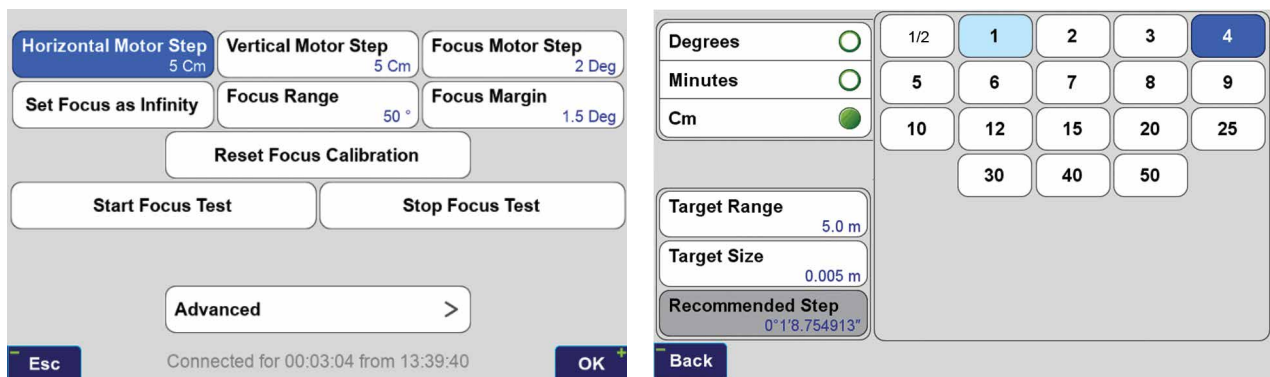 Horizontal Motor Step
5 Cm
Vertical Motor Step
5 Cm
Focus Motor Step
2 Deg
Set Focus as Infinity
Focus Range
50 °
Focus Margin
1.5 Deg
Reset Focus Calibration
Start Focus Test
Stop Focus Test
Advanced >
Esc
Connected for 00:03:04 from 13:39:40
OK
Degrees
Minutes
Cm
Target Range
5.0 m
Target Size
0.005 m
Recommended Step
0°1'8.754913"
Back
1/2 1 2 3 4
5 6 7 8 9
10 12 15 20 25
30 40 50